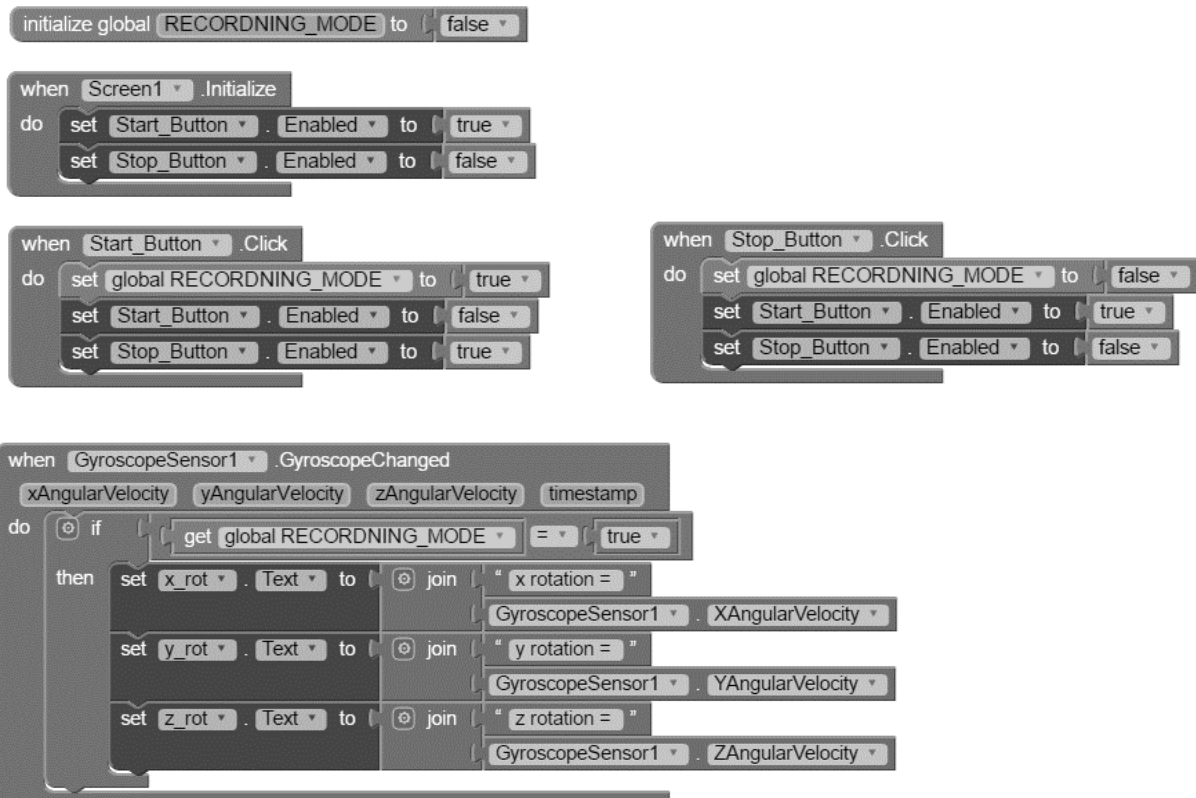 initialize global RECORDNING_MODE to false
when Screen1 .Initialize
do set Start_Button . Enabled to true
set Stop_Button . Enabled to false
when Start_Button .Click
do set global RECORDNING_MODE to true
set Start_Button . Enabled to false
set Stop_Button . Enabled to true
when Stop_Button .Click
do set global RECORDNING_MODE to false
set Start_Button . Enabled to true
set Stop_Button . Enabled to false
when GyroscopeSensor1 .GyroscopeChanged
xAngularVelocity yAngularVelocity zAngularVelocity timestamp
do if get global RECORDNING_MODE = true
then set x_rot . Text to join “ x rotation = ”
GyroscopeSensor1 . XAngularVelocity
set y_rot . Text to join “ y rotation = ”
GyroscopeSensor1 . YAngularVelocity
set z_rot . Text to join “ z rotation = ”
GyroscopeSensor1 . ZAngularVelocity